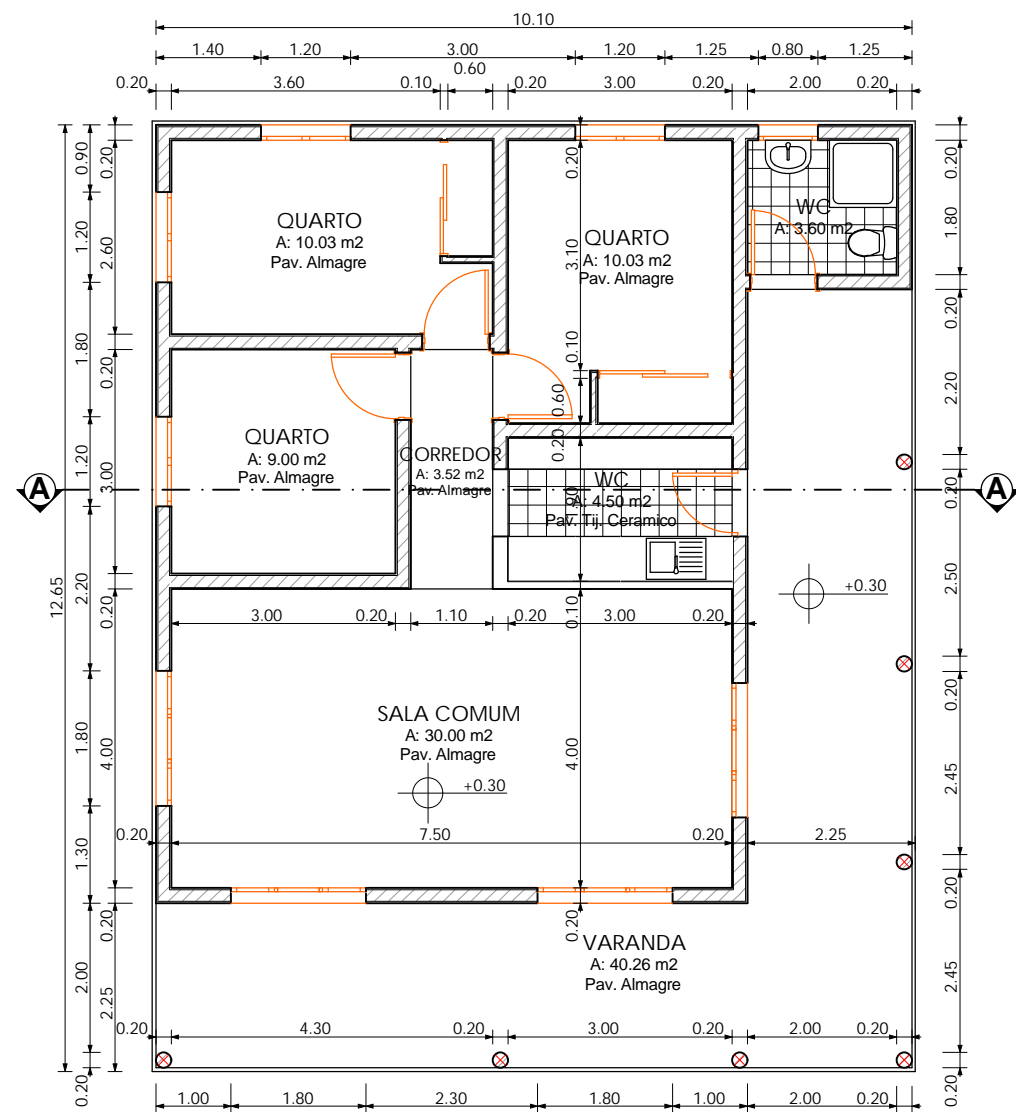 10.10
1.40 1.20 3.00 1.20 1.25 0.80 1.25
0.60
0.20 3.60 0.10 0.20 3.00 0.20 2.00 0.20
QUARTO
A: 10.03 m2
Pav. Almagre
QUARTO
A: 10.03 m2
Pav. Almagre
WC
A: 3.60 m2
QUARTO
A: 9.00 m2
Pav. Almagre
CORREDOR
A: 3.52 m2
Pav. Almagre
WC
A: 4.50 m2
Pav. Tij. Ceramico
A
A
+0.30
3.00 0.20 1.10 0.20 3.00 0.20
SALA COMUM
A: 30.00 m2
Pav. Almagre
+0.30
0.20 7.50 0.20 2.25
VARANDA
A: 40.26 m2
Pav. Almagre
0.20 4.30 0.20 3.00 0.20 2.00 0.20
1.00 1.80 2.30 1.80 1.00 2.00 0.20
12.65
0.90
1.20
1.80
1.20
2.20
1.80
1.30
2.00
0.20
0.20
2.60
0.20
3.00
0.20
4.00
0.20
2.25
0.20
3.10
0.10
0.60
0.20
.90
0.10
4.00
0.20
0.20
1.80
0.20
2.20
0.20
2.50
0.20
2.45
0.20
2.45
0.20